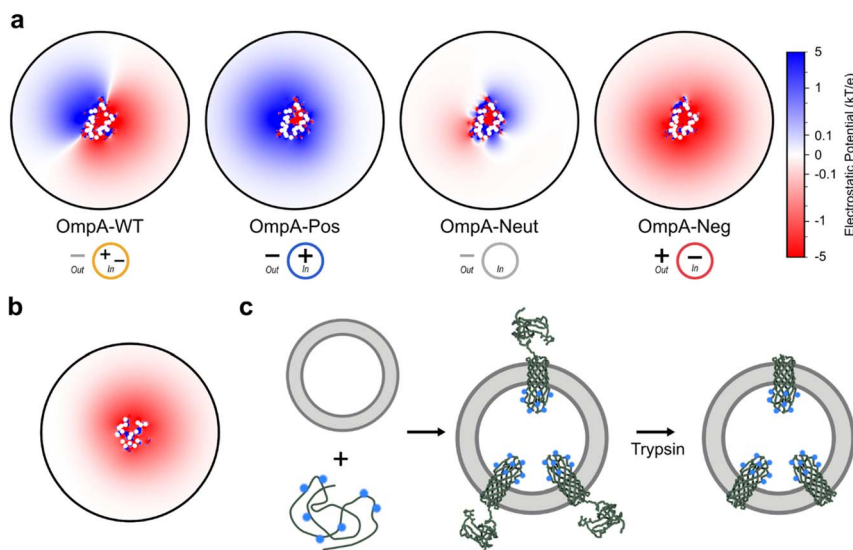 a
OmpA-WT
OmpA-Pos
OmpA-Neut
OmpA-Neg
−
Out
+ −
In
−
Out
+
In
−
Out
In
+
Out
−
In
5
1
0.1
0
-0.1
-1
-5
Electrostatic Potential (kT/e)
b
c
+
Trypsin